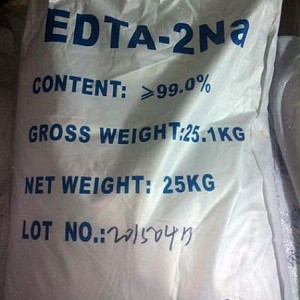 EDTA-2Na
CONTENT: ≥99.0%
GROSS WEIGHT:25.1KG
NET WEIGHT: 25KG
LOT NO.: